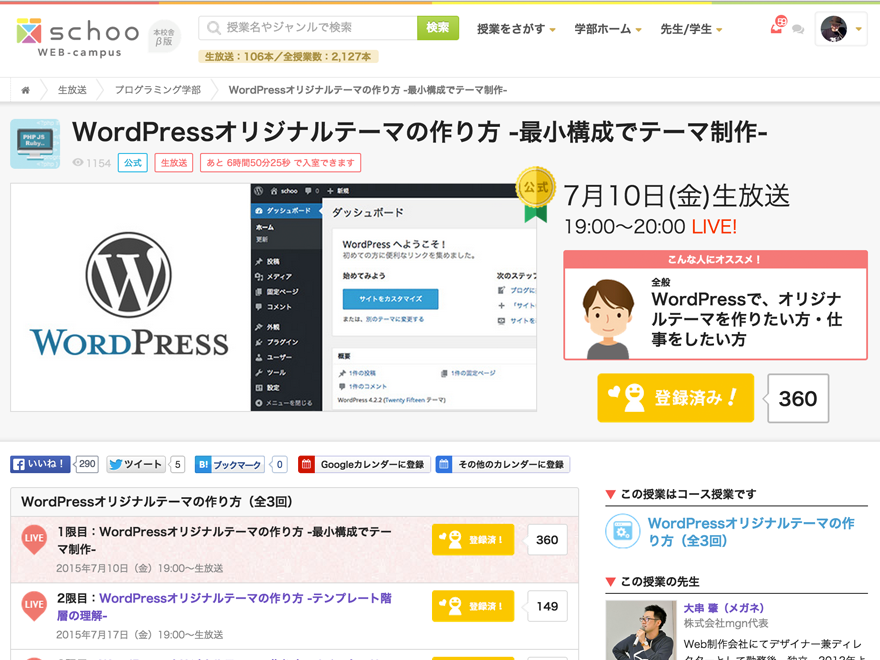 schoo
WEB-campus
本校舎
β版
授業名やジャンルで検索
検索
生放送：106本／全授業数：2,127本
授業をさがす
学部ホーム
先生/学生
生放送
プログラミング学部
WordPressオリジナルテーマの作り方 -最小構成でテーマ制作-
PHP,JS
Ruby..
WordPressオリジナルテーマの作り方 -最小構成でテーマ制作-
1154
公式
生放送
あと 6時間50分25秒 で入室できます
WORDPRESS
schoo
0
新規
ダッシュボード
ホーム
更新
投稿
メディア
固定ページ
コメント
外観
プラグイン
ユーザー
ツール
設定
メニューを閉じる
ダッシュボード
WordPress へようこそ！
初めての方に便利なリンクを集めました。
始めてみよう
サイトをカスタマイズ
または、別のテーマに変更する
次のステップ
ブログに
「サイト
サイトを
概要
1件の投稿
1件の固定ページ
1件のコメント
WordPress 4.2.2 (Twenty Fifteen テーマ)
公式
7月10日(金)生放送
19:00〜20:00 LIVE!
こんな人にオススメ！
全般
WordPressで、オリジナ
ルテーマを作りたい方・仕
事をしたい方
登録済み！
360
いいね！
290
ツイート
5
B!
ブックマーク
0
Googleカレンダーに登録
その他のカレンダーに登録
WordPressオリジナルテーマの作り方（全3回）
LIVE
1限目：WordPressオリジナルテーマの作り方 -最小構成でテー
マ制作-
2015年7月10日（金）19:00〜生放送
登録済！
360
LIVE
2限目：WordPressオリジナルテーマの作り方 -テンプレート階
層の理解-
2015年7月17日（金）19:00〜生放送
登録済！
149
▼ この授業はコース授業です
WordPressオリジナルテーマの作
り方（全3回）
▼ この授業の先生
大串 肇（メガネ）
株式会社mgn代表
Web制作会社にてデザイナー兼ディレ